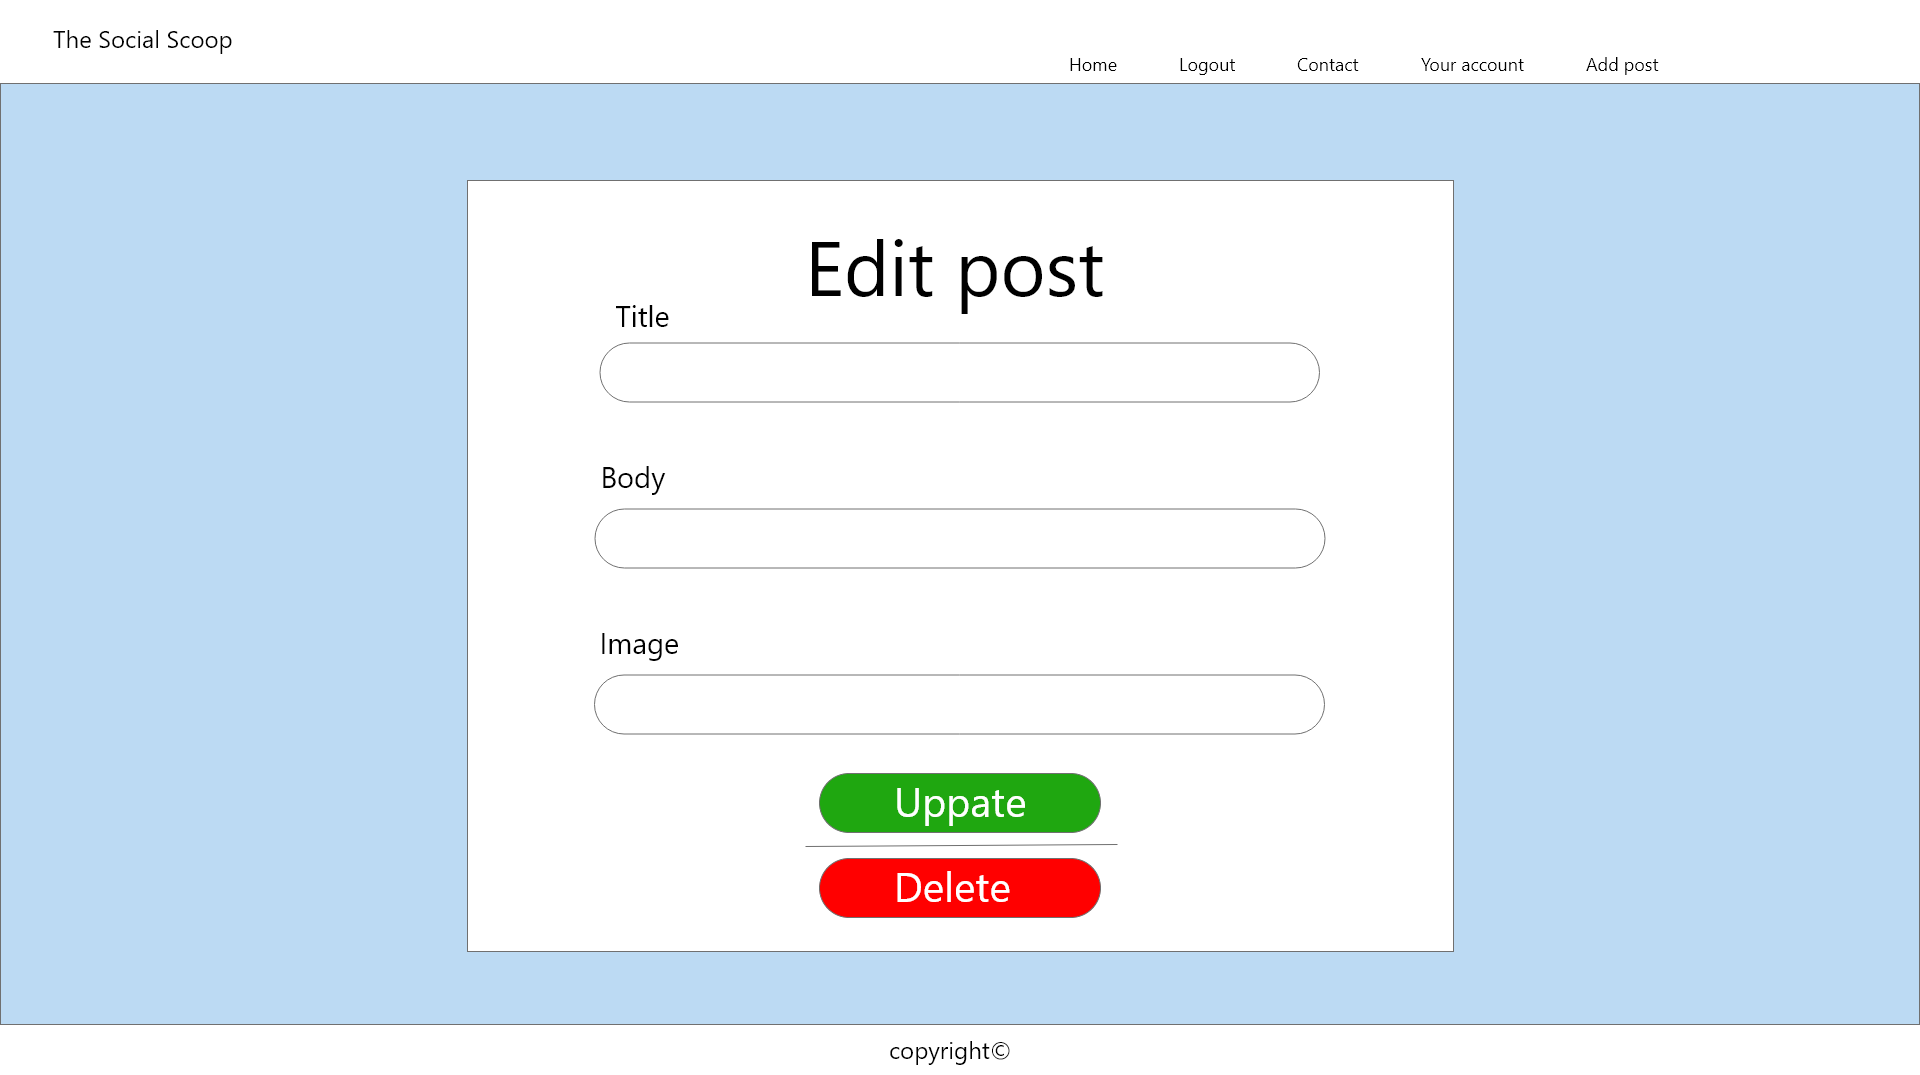 The Social Scoop
Home Logout Contact Your account Add post
Edit post
Title
Body
Image
Uppate
Delete
copyright©